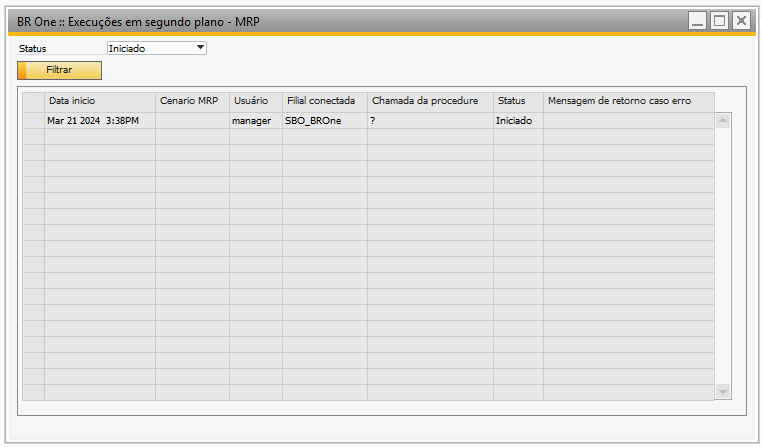 BR One :: Execuções em segundo plano - MRP
Status Iniciado
Filtrar
Data inicio Cenario MRP Usuário Filial conectada Chamada da procedure Status Mensagem de retorno caso erro
Mar 21 2024 3:38PM manager SBO_BROne ? Iniciado